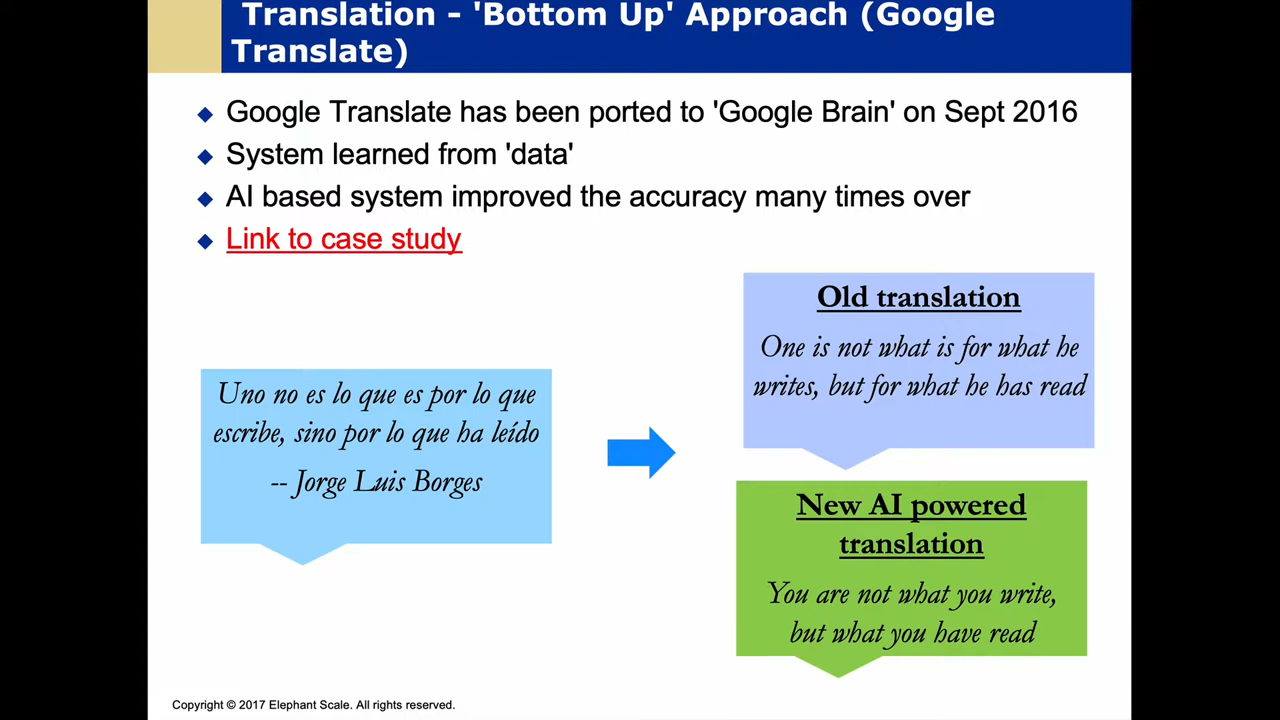 Translation - 'Bottom Up' Approach (Google
Translate)
Google Translate has been ported to 'Google Brain' on Sept 2016
System learned from 'data'
AI based system improved the accuracy many times over
Link to case study
Uno no es lo que es por lo que
escribe, sino por lo que ha leído
-- Jorge Luis Borges
Old translation
One is not what is for what he
writes, but for what he has read
New AI powered
translation
You are not what you write,
but what you have read
Copyright © 2017 Elephant Scale. All rights reserved.